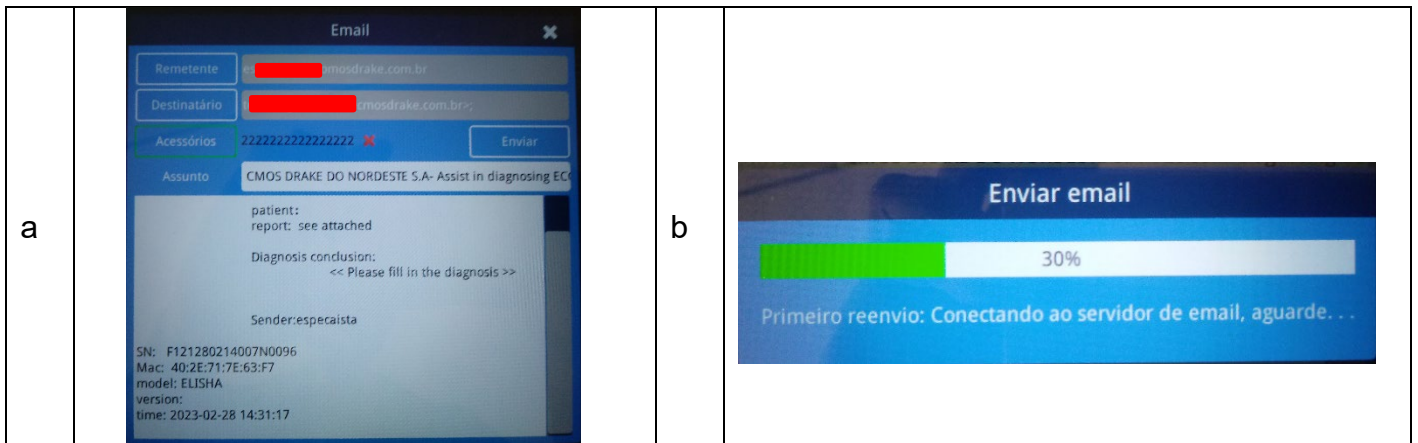 a
Email
Remetente es omosdrake.com.br
Destinatário t cmosdrake.com.br>;
Acessórios 2222222222222222 Enviar
Assunto CMOS DRAKE DO NORDESTE S.A- Assist in diagnosing EC
patient:
report: see attached
Diagnosis conclusion:
<< Please fill in the diagnosis >>
Sender:especaista
SN: F121280214007N0096
Mac: 40:2E:71:7E:63:F7
model: ELISHA
version:
time: 2023-02-28 14:31:17
b
Enviar email
30%
Primeiro reenvio: Conectando ao servidor de email, aguarde. . .